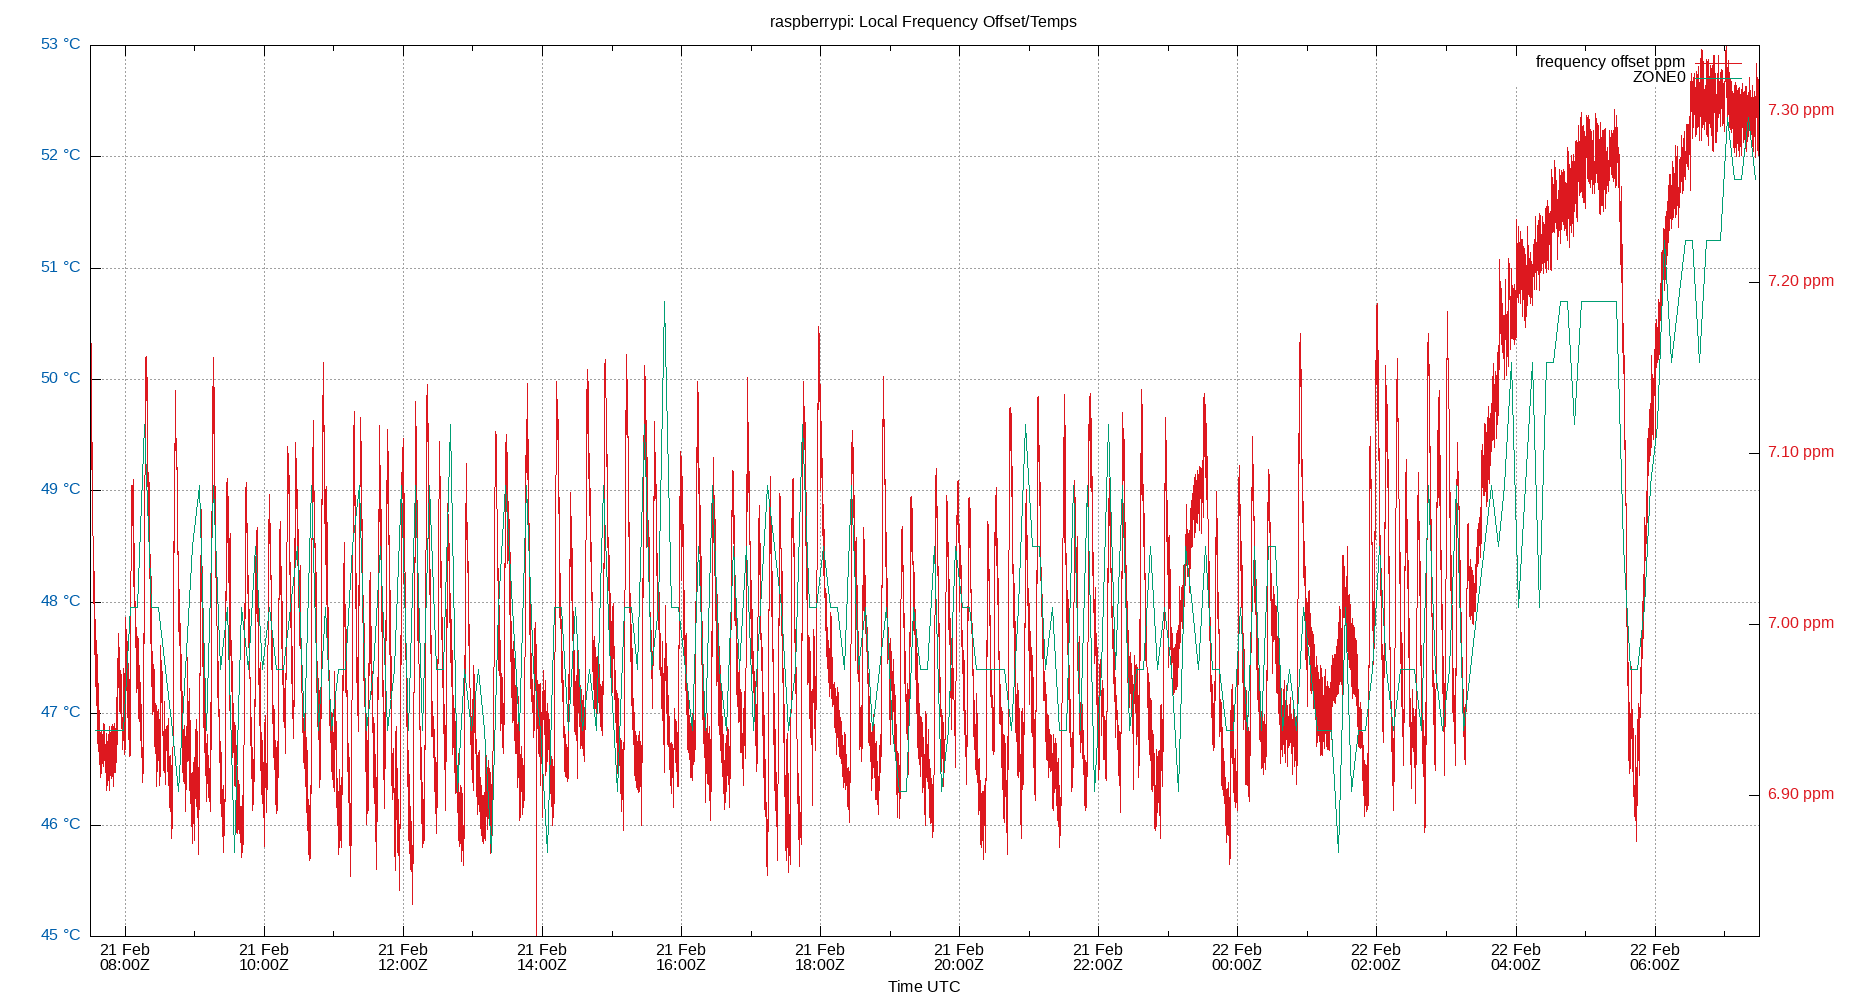 raspberrypi: Local Frequency Offset/Temps
53 °C
52 °C
51 °C
50 °C
49 °C
48 °C
47 °C
46 °C
45 °C
frequency offset ppm
ZONE0
7.30 ppm
7.20 ppm
7.10 ppm
7.00 ppm
6.90 ppm
21 Feb
08:00Z
21 Feb
10:00Z
21 Feb
12:00Z
21 Feb
14:00Z
21 Feb
16:00Z
21 Feb
18:00Z
21 Feb
20:00Z
21 Feb
22:00Z
22 Feb
00:00Z
22 Feb
02:00Z
22 Feb
04:00Z
22 Feb
06:00Z
Time UTC